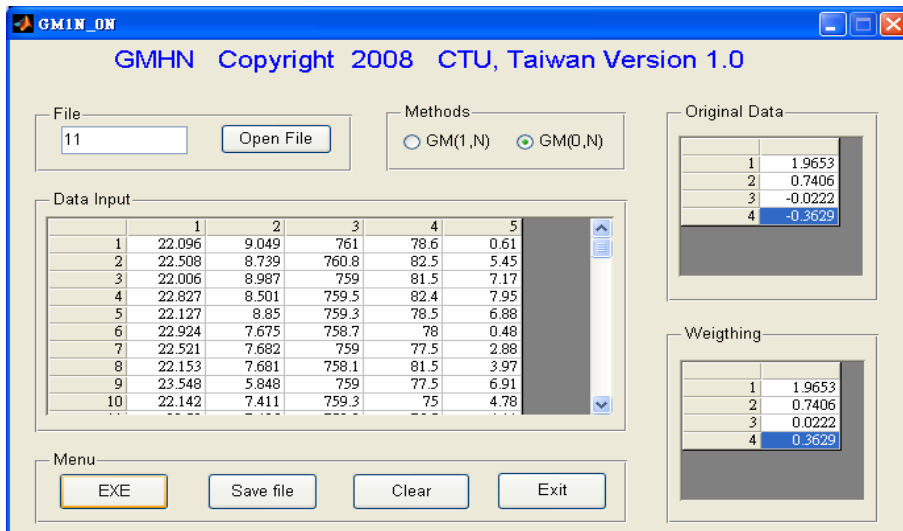 GM1N_0N
GMHN Copyright 2008 CTU, Taiwan Version 1.0
File
11
Open File
Methods
GM(1,N) GM(0,N)
Data Input
1 2 3 4 5
1 22.096 9.049 761 78.6 0.61
2 22.508 8.739 760.8 82.5 5.45
3 22.006 8.987 759 81.5 7.17
4 22.827 8.501 759.5 82.4 7.95
5 22.127 8.85 759.3 78.5 6.88
6 22.924 7.675 758.7 78 0.48
7 22.521 7.682 759 77.5 2.88
8 22.153 7.681 758.1 81.5 3.97
9 23.548 5.848 759 77.5 6.91
10 22.142 7.411 759.3 75 4.78
Original Data
1 1.9653
2 0.7406
3 -0.0222
4 -0.3629
Weigthing
1 1.9653
2 0.7406
3 0.0222
4 0.3629
Menu
EXE Save file Clear Exit